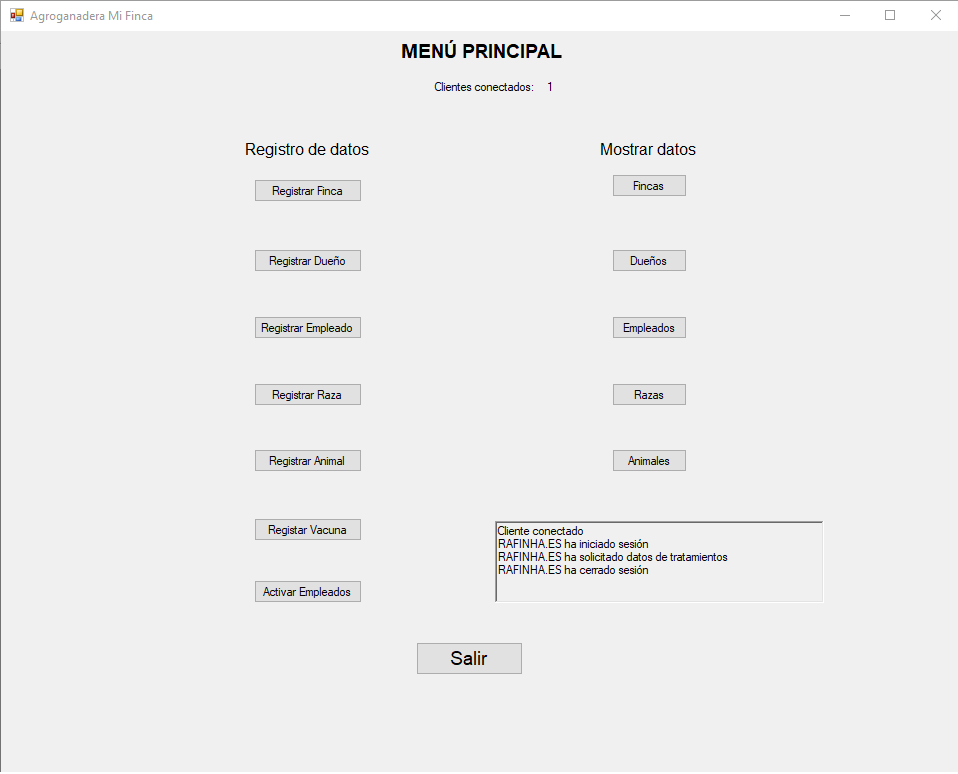 Agroganadera Mi Finca
MENÚ PRINCIPAL
Clientes conectados: 1
Registro de datos
Registrar Finca
Registrar Dueño
Registrar Empleado
Registrar Raza
Registrar Animal
Registar Vacuna
Activar Empleados
Mostrar datos
Fincas
Dueños
Empleados
Razas
Animales
Cliente conectado
RAFINHA.ES ha iniciado sesión
RAFINHA.ES ha solicitado datos de tratamientos
RAFINHA.ES ha cerrado sesión
Salir